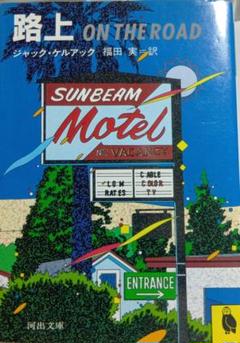 路上 ON THE ROAD
ジャック・ケルアック 福田 実=訳
SUNBEAM
Motel
NO VACANCY
LOW
RATES
CABLE
COLOR
TV
ENTRANCE
河出文庫